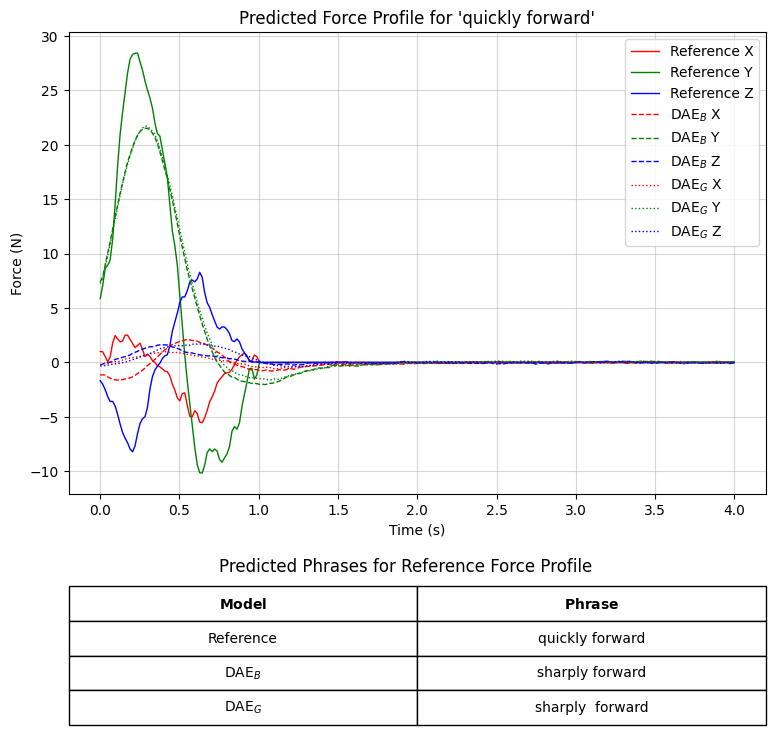 Predicted Force Profile for 'quickly forward'
30
25
20
15
10
5
0
−5
−10
Force (N)
Reference X
Reference Y
Reference Z
DAE_B X
DAE_B Y
DAE_B Z
DAE_G X
DAE_G Y
DAE_G Z
0.0 0.5 1.0 1.5 2.0 2.5 3.0 3.5 4.0
Time (s)
Predicted Phrases for Reference Force Profile
Model Phrase
Reference quickly forward
DAE_B sharply forward
DAE_G sharply  forward